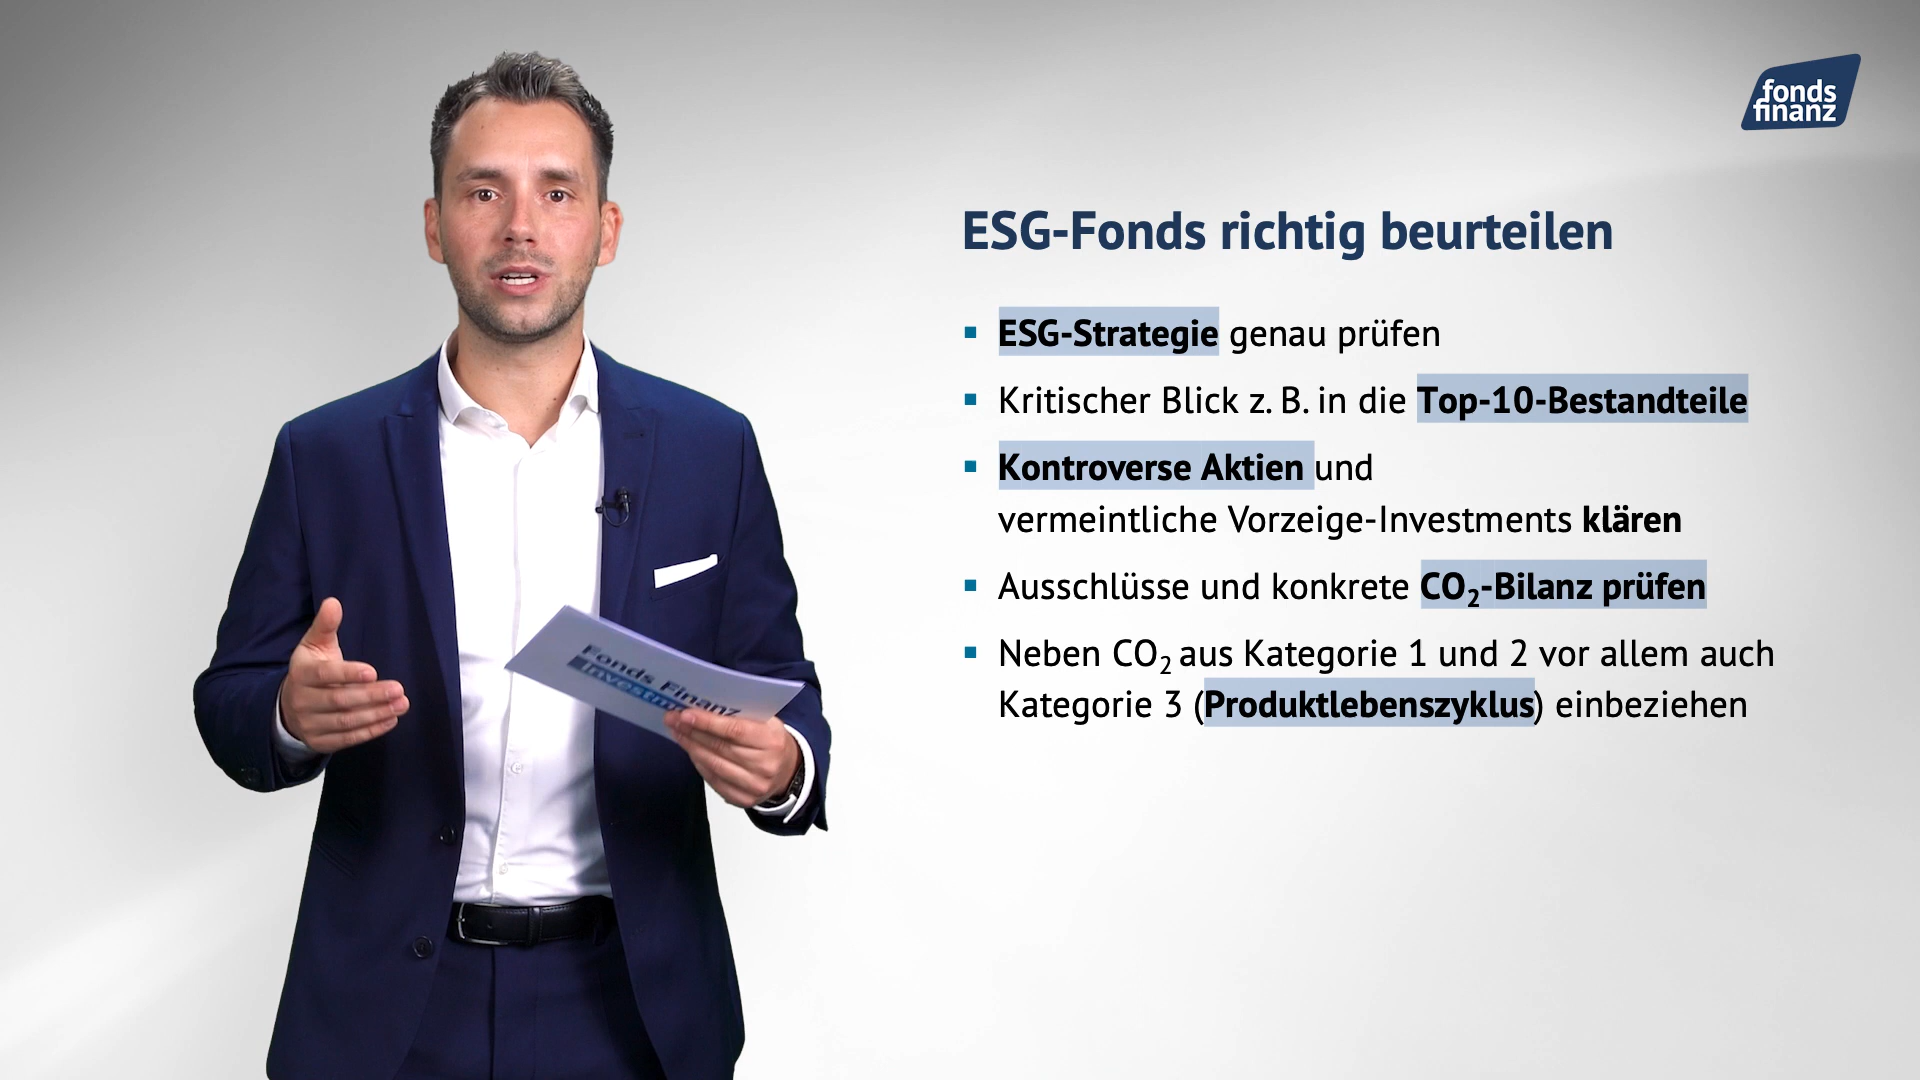 fonds
finanz
ESG-Fonds richtig beurteilen
ESG-Strategie genau prüfen
Kritischer Blick z. B. in die Top-10-Bestandteile
Kontroverse Aktien und
vermeintliche Vorzeige-Investments klären
Ausschlüsse und konkrete CO₂-Bilanz prüfen
Neben CO₂ aus Kategorie 1 und 2 vor allem auch
Kategorie 3 (Produktlebenszyklus) einbeziehen
Fonds Finanz